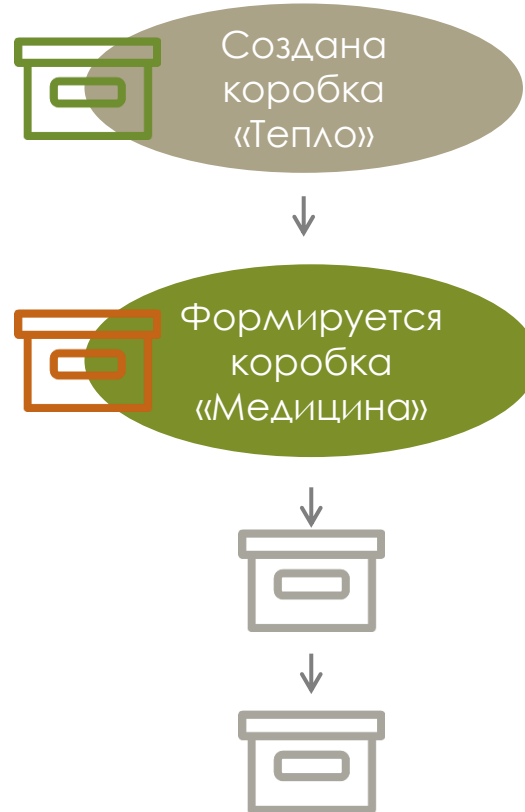 Создана
коробка
«Тепло»
Формируется
коробка
«Медицина»